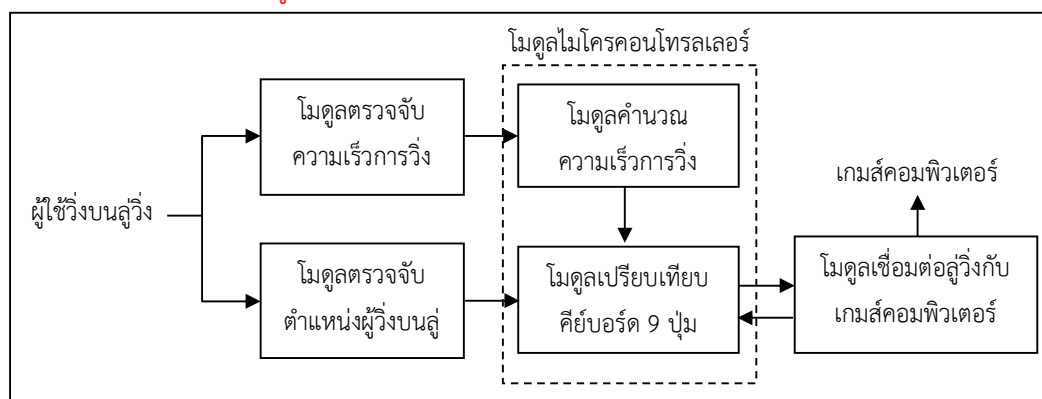 โมดูลไมโครคอนโทรลเลอร์
โมดูลตรวจจับ
ความเร็วการวิ่ง
โมดูลคำนวณ
ความเร็วการวิ่ง
เกมส์คอมพิวเตอร์
ผู้ใช้วิ่งบนลู่วิ่ง
โมดูลตรวจจับ
ตำแหน่งผู้วิ่งบนลู่
โมดูลเปรียบเทียบ
คีย์บอร์ด 9 ปุ่ม
โมดูลเชื่อมต่อลู่วิ่งกับ
เกมส์คอมพิวเตอร์